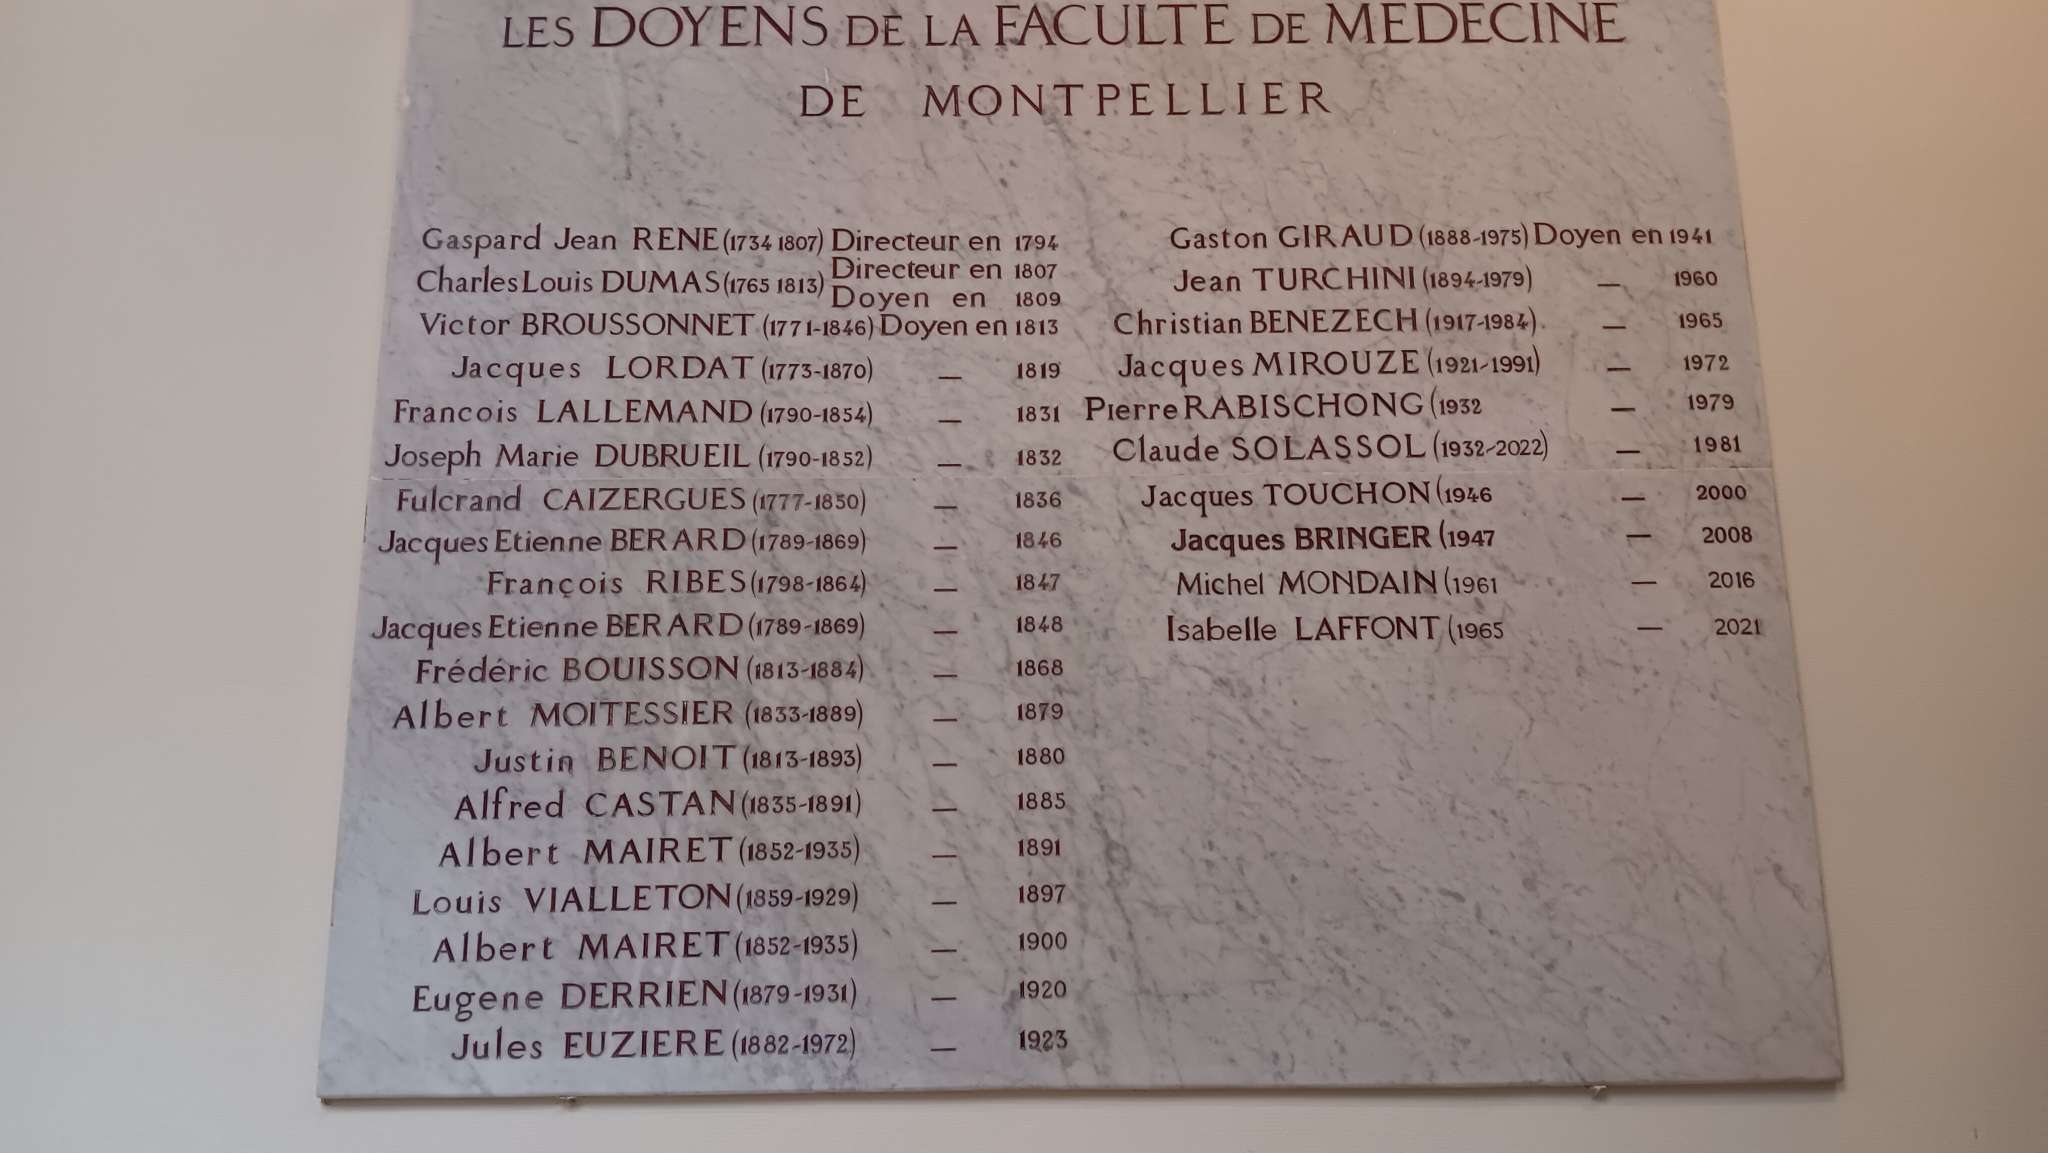 LES DOYENS DE LA FACULTE DE MEDECINE
DE MONTPELLIER
Gaspard Jean RENE (1734 1807) Directeur en 1794
Charles Louis DUMAS (1765 1813) Directeur en 1807
Doyen en 1809
Victor BROUSSONNET (1771-1846) Doyen en 1813
Jacques LORDAT (1773-1870) — 1819
Francois LALLEMAND (1790-1854) — 1831
Joseph Marie DUBRUEIL (1790-1852) — 1832
Fulcrand CAIZERGUES (1777-1850) — 1836
Jacques Etienne BERARD (1789-1869) — 1846
François RIBES (1798-1864) — 1847
Jacques Etienne BERARD (1789-1869) — 1848
Frédéric BOUISSON (1813-1884) — 1868
Albert MOITESSIER (1833-1889) — 1879
Justin BENOIT (1813-1893) — 1880
Alfred CASTAN (1835-1891) — 1885
Albert MAIRET (1852-1935) — 1891
Louis VIALLETON (1859-1929) — 1897
Albert MAIRET (1852-1935) — 1900
Eugene DERRIEN (1879-1931) — 1920
Jules EUZIERE (1882-1972) — 1923
Gaston GIRAUD (1888-1975) Doyen en 1941
Jean TURCHINI (1894-1979) — 1960
Christian BENEZECH (1917-1984). — 1965
Jacques MIROUZE (1921-1991) — 1972
Pierre RABISCHONG (1932 — 1979
Claude SOLASSOL (1932-2022) — 1981
Jacques TOUCHON (1946 — 2000
Jacques BRINGER (1947 — 2008
Michel MONDAIN (1961 — 2016
Isabelle LAFFONT (1965 — 2021